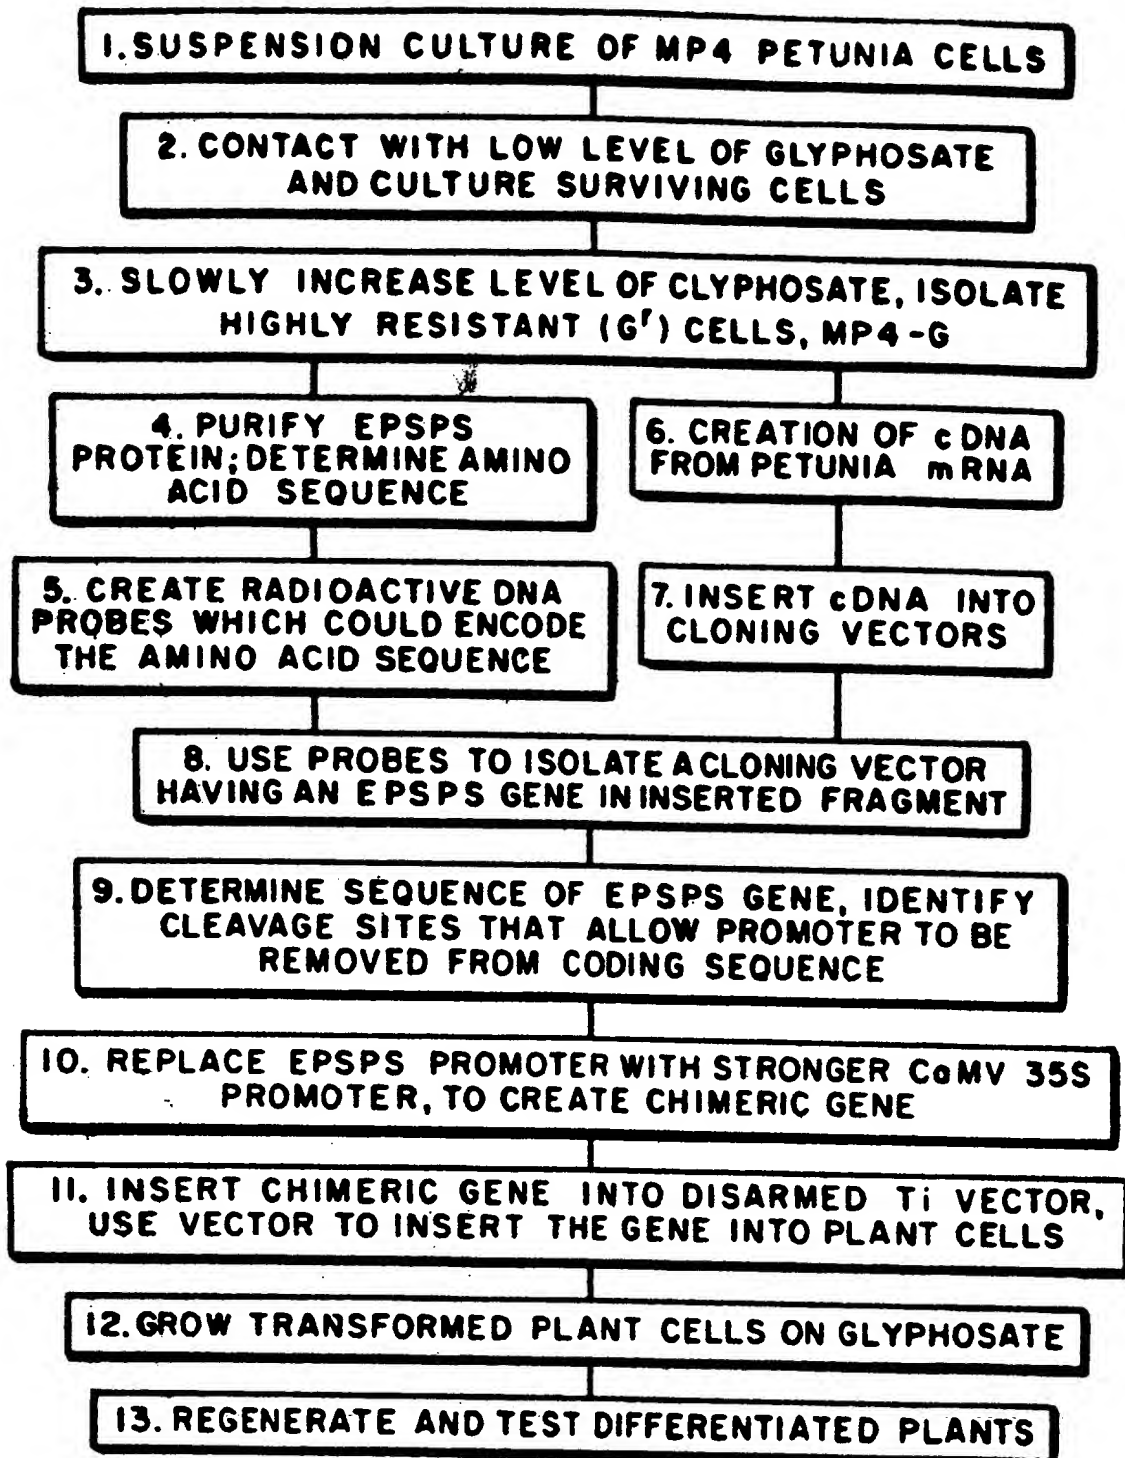 1. SUSPENSION CULTURE OF MP4 PETUNIA CELLS
2. CONTACT WITH LOW LEVEL OF GLYPHOSATE
AND CULTURE SURVIVING CELLS
3. SLOWLY INCREASE LEVEL OF CLYPHOSATE, ISOLATE
HIGHLY RESISTANT (Gʳ) CELLS, MP4-G
4. PURIFY EPSPS
PROTEIN; DETERMINE AMINO
ACID SEQUENCE
5. CREATE RADIOACTIVE DNA
PROBES WHICH COULD ENCODE
THE AMINO ACID SEQUENCE
6. CREATION OF cDNA
FROM PETUNIA mRNA
7. INSERT cDNA INTO
CLONING VECTORS
8. USE PROBES TO ISOLATE A CLONING VECTOR
HAVING AN EPSPS GENE IN INSERTED FRAGMENT
9. DETERMINE SEQUENCE OF EPSPS GENE, IDENTIFY
CLEAVAGE SITES THAT ALLOW PROMOTER TO BE
REMOVED FROM CODING SEQUENCE
10. REPLACE EPSPS PROMOTER WITH STRONGER CaMV 35S
PROMOTER, TO CREATE CHIMERIC GENE
11. INSERT CHIMERIC GENE INTO DISARMED Ti VECTOR,
USE VECTOR TO INSERT THE GENE INTO PLANT CELLS
12. GROW TRANSFORMED PLANT CELLS ON GLYPHOSATE
13. REGENERATE AND TEST DIFFERENTIATED PLANTS